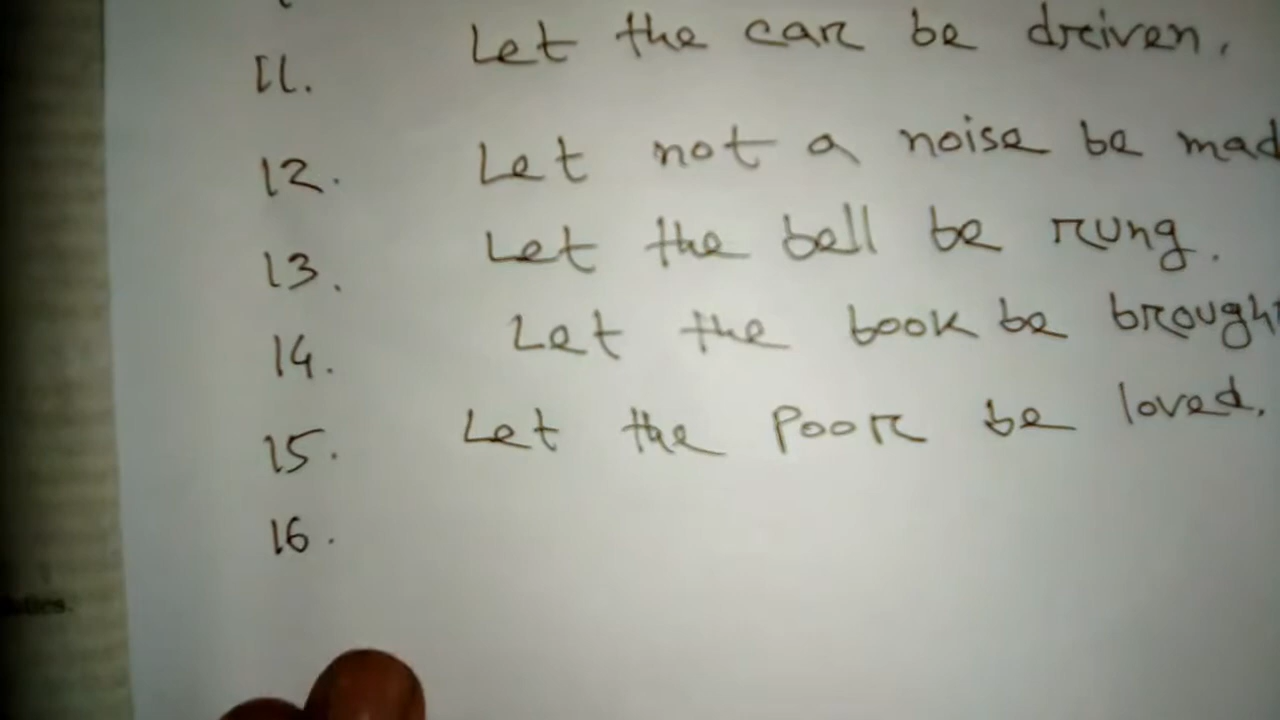 11. Let the car be driven.
12. Let not a noise be mad
13. Let the bell be rung.
14. Let the book be brought
15. Let the poor be loved.
16.